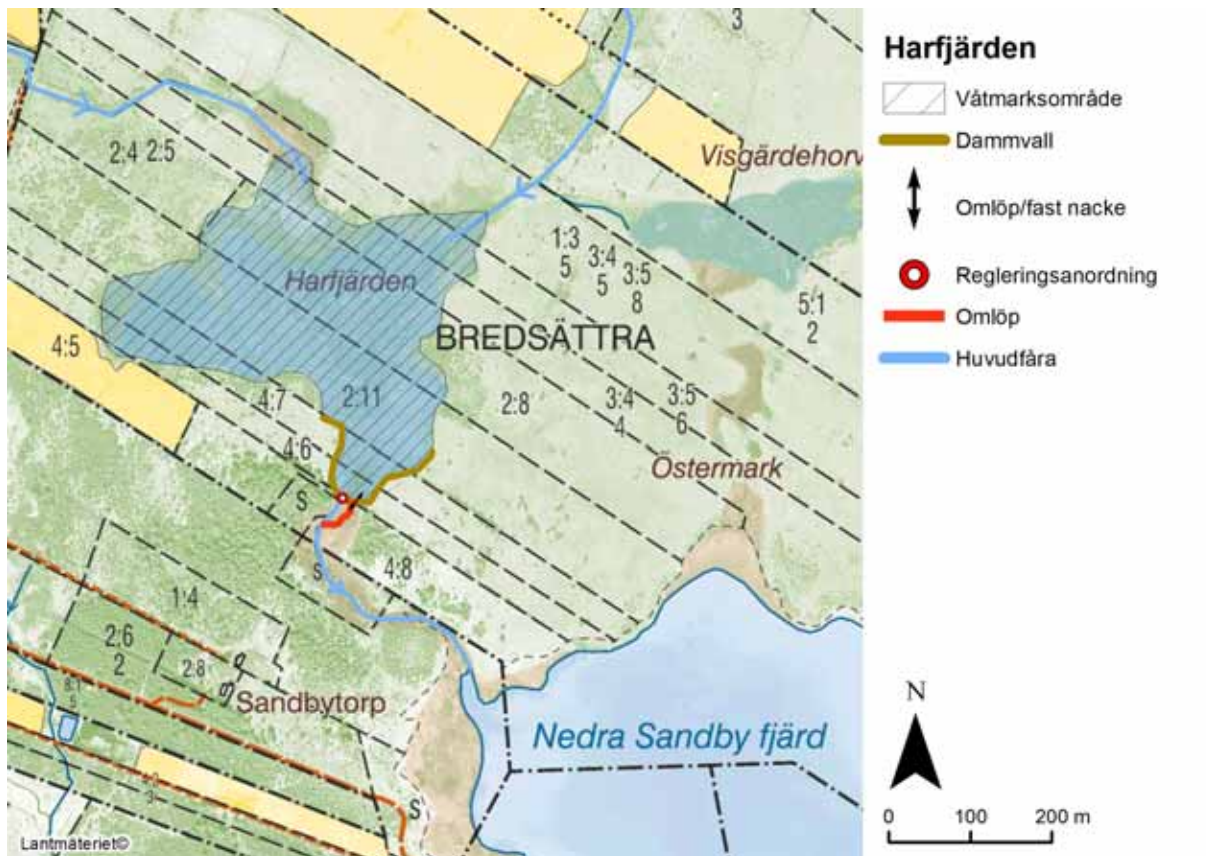 3
2:4 2:5
Visgärdehorv
Harfjärden
1:3
5
3:4
5
3:5
8
5:1
2
BREDSÄTTRA
4:5
4:7
2:11
2:8
3:4
4
3:5
6
4:6
Östermark
S
S
4:8
1:4
2:6
2
2:8
8:1
5
Sandbytorp
S
Nedra Sandby fjärd
Lantmäteriet©
Harfjärden
Våtmarksområde
Dammvall
Omlöp/fast nacke
Regleringsanordning
Omlöp
Huvudfåra
N
0 100 200 m